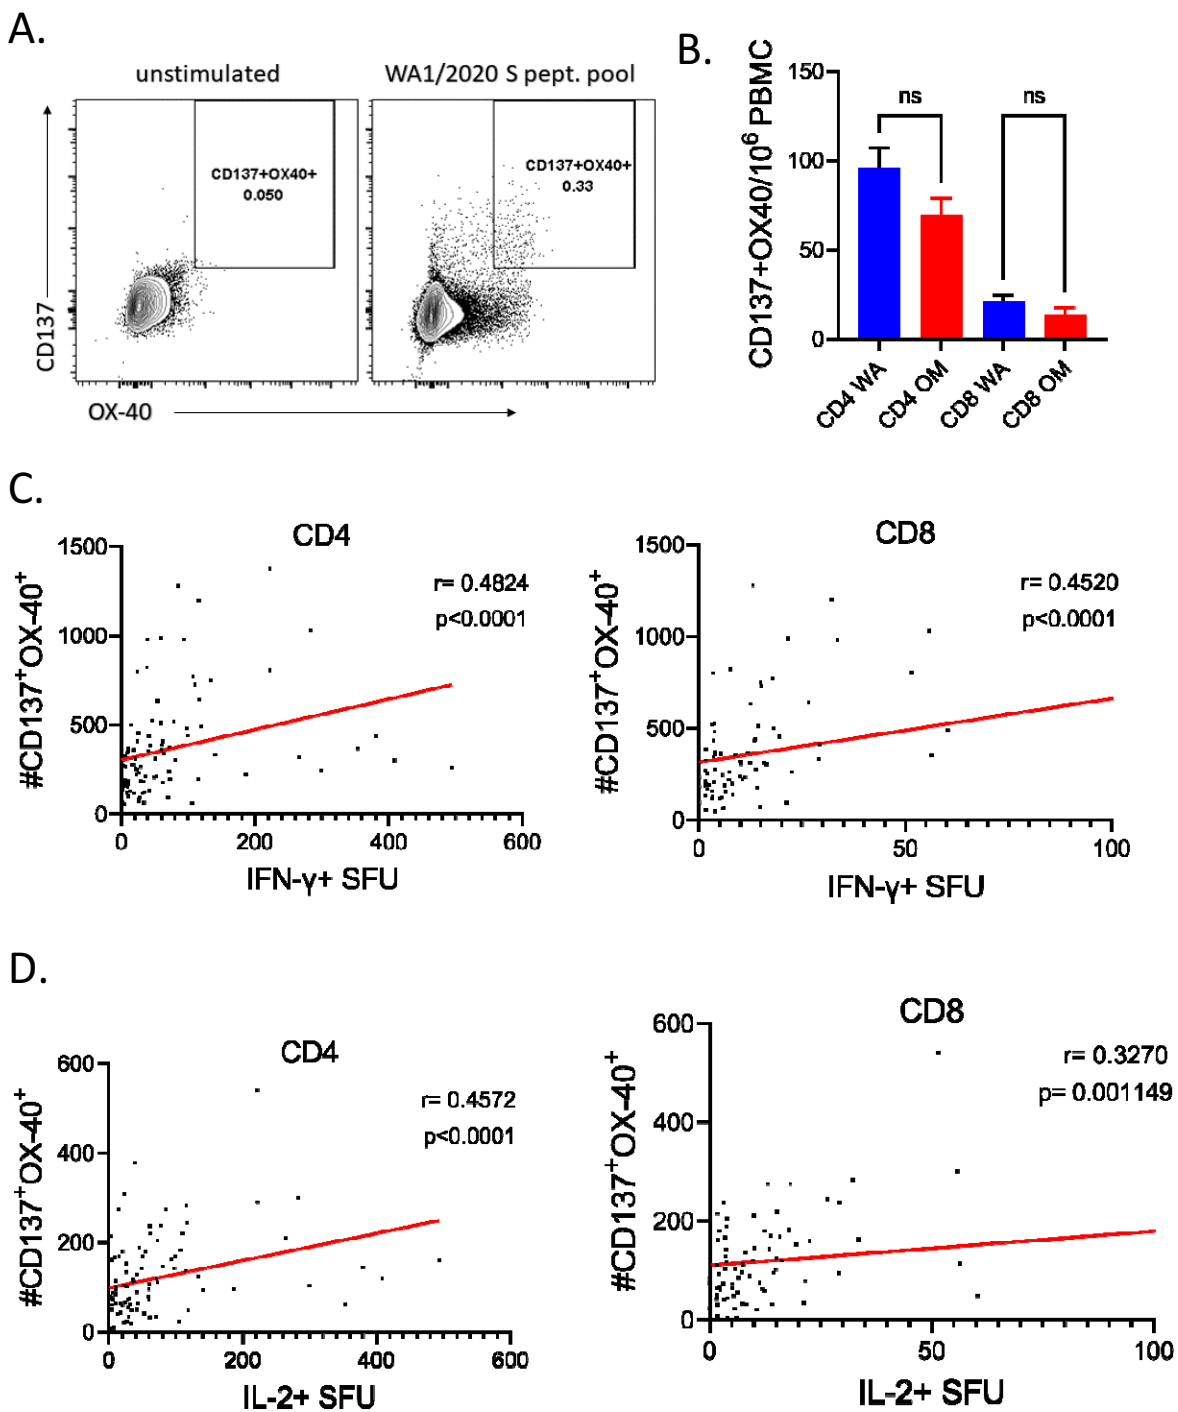 A.
unstimulated
WA1/2020 S pept. pool
CD137+OX40+
0.050
CD137+OX40+
0.33
CD137
OX-40
B.
CD137+OX40/10⁶ PBMC
150
100
50
0
ns
ns
CD4 WA
CD4 OM
CD8 WA
CD8 OM
C.
CD4
#CD137⁺OX-40⁺
1500
1000
500
0
r= 0.4824
p<0.0001
0 200 400 600
IFN-γ+ SFU
CD8
#CD137⁺OX-40⁺
1500
1000
500
0
r= 0.4520
p<0.0001
0 50 100
IFN-γ+ SFU
D.
CD4
#CD137⁺OX-40⁺
600
400
200
0
r= 0.4572
p<0.0001
0 200 400 600
IL-2+ SFU
CD8
#CD137⁺OX-40⁺
600
400
200
0
r= 0.3270
p= 0.001149
0 50 100
IL-2+ SFU